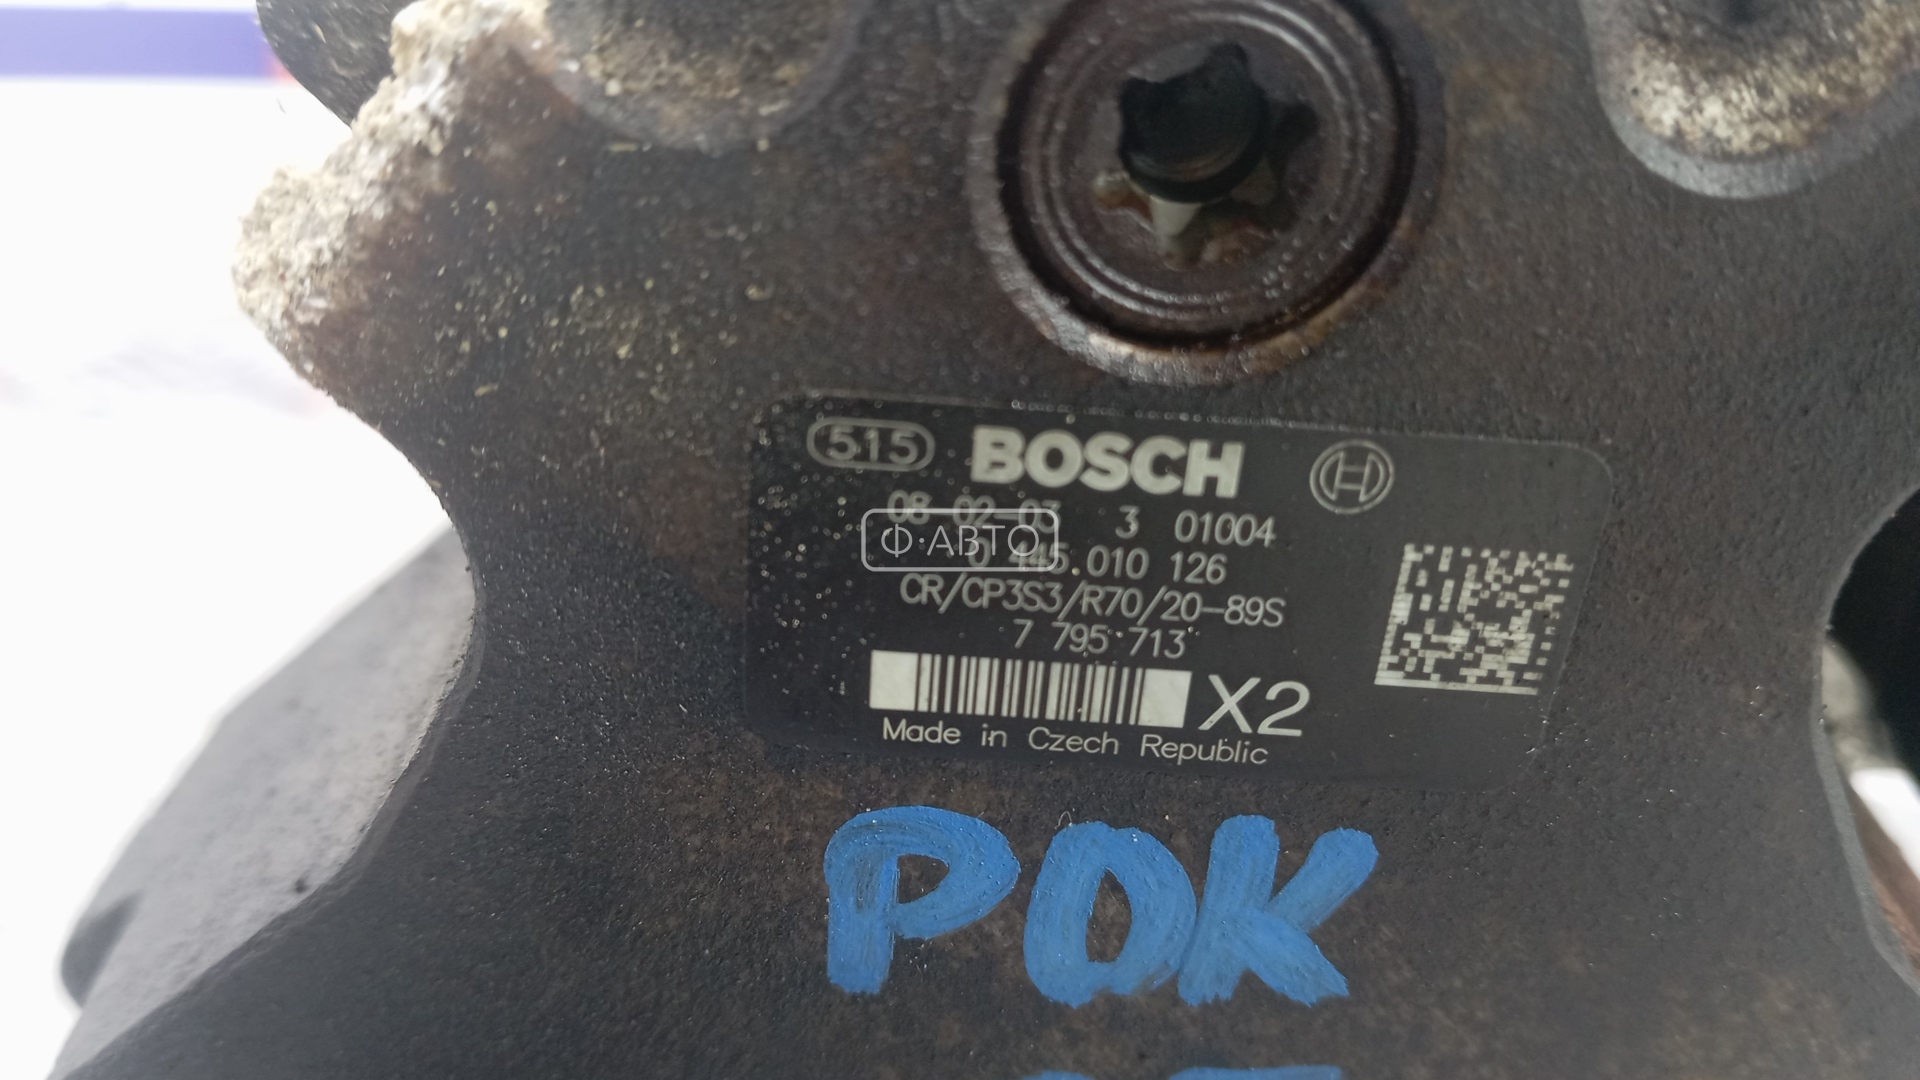 515 BOSCH
08 02-03 3 01004
Ф·АВТО
0 445 010 126
CR/CP3S3/R70/20-89S
7 795 713
X2
Made in Czech Republic
POK